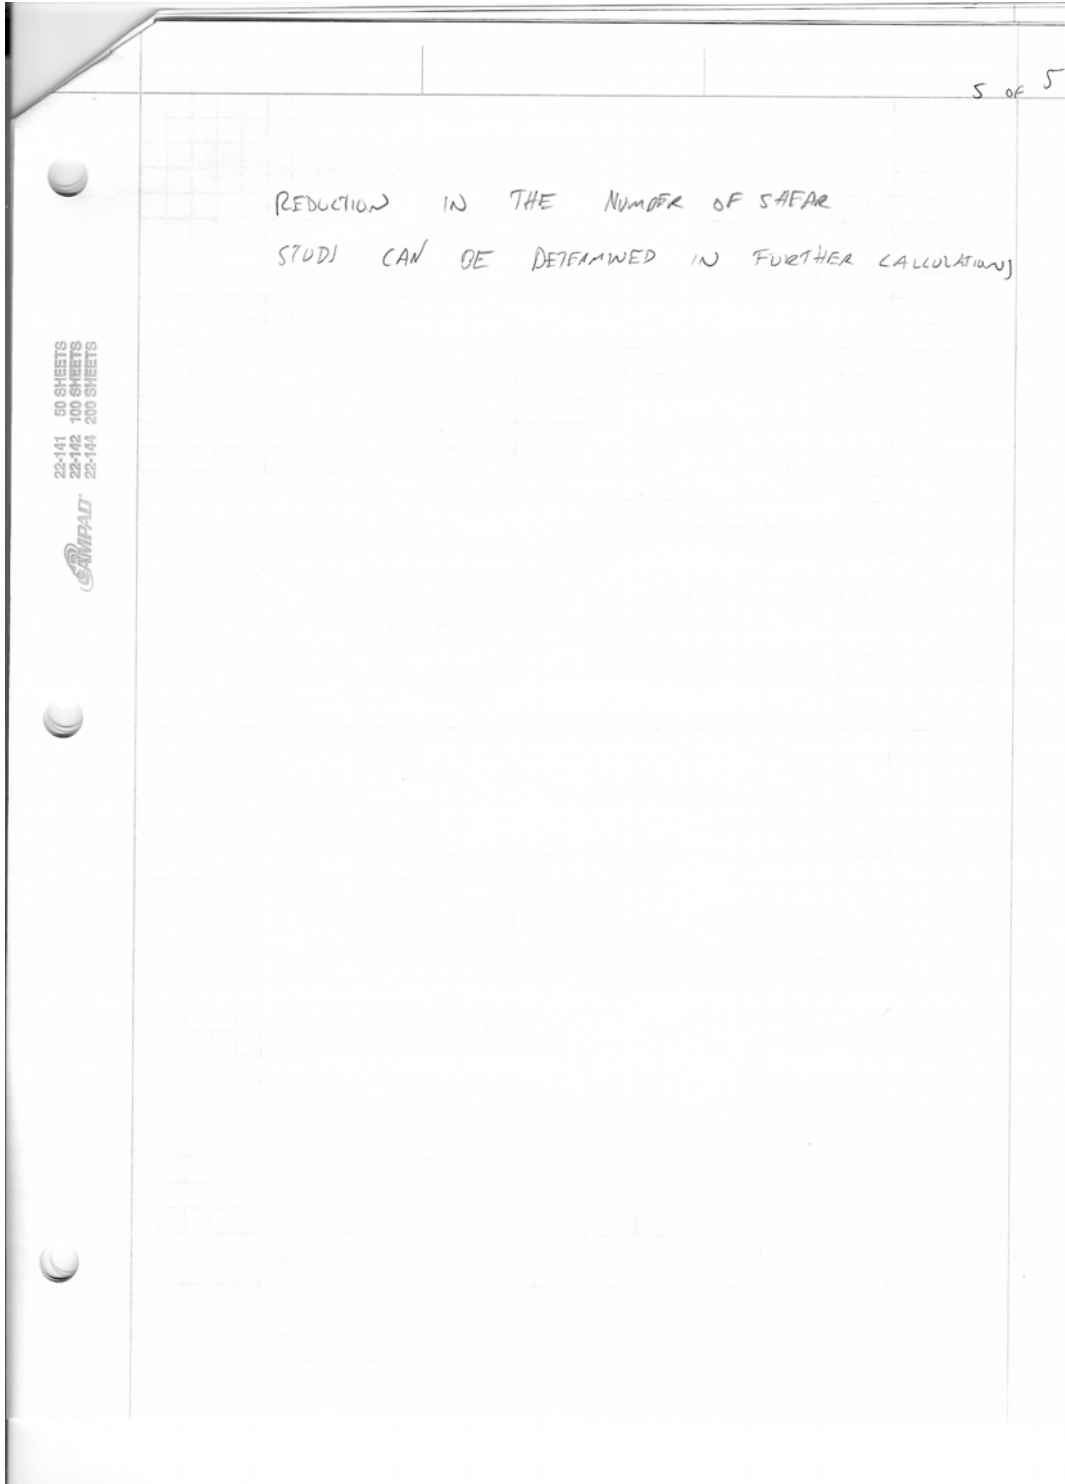 5 OF 5
REDUCTION IN THE NUMBER OF SHEAR
STUDS CAN BE DETERMINED IN FURTHER CALCULATIONS
22-141 50 SHEETS
22-142 100 SHEETS
22-144 200 SHEETS
AMPAD